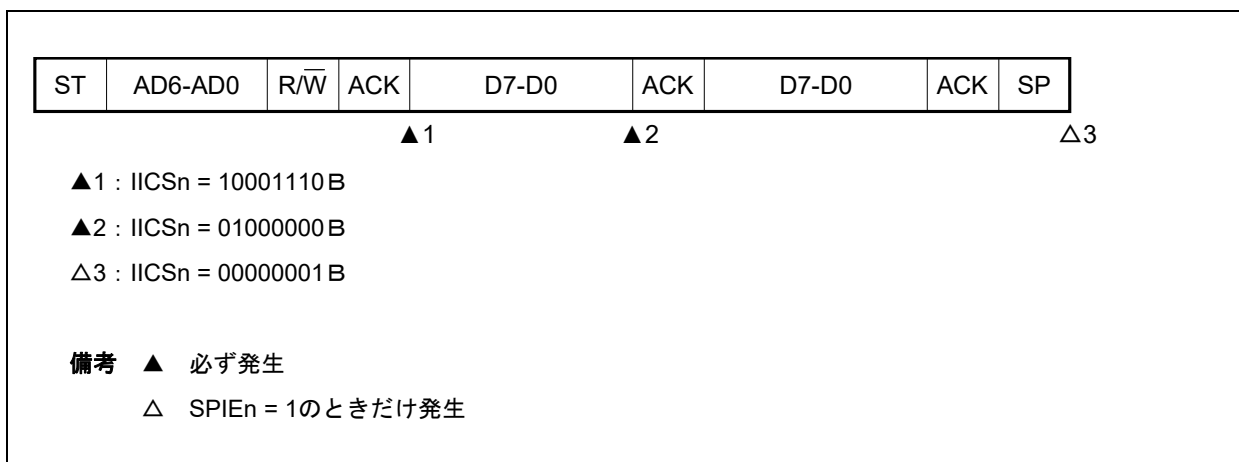 ST AD6-AD0 R/W̅ ACK D7-D0 ACK D7-D0 ACK SP
▲1 ▲2 △3
▲1：IICSn = 10001110B
▲2：IICSn = 01000000B
△3：IICSn = 00000001B
備考 ▲ 必ず発生
△ SPIEn = 1のときだけ発生